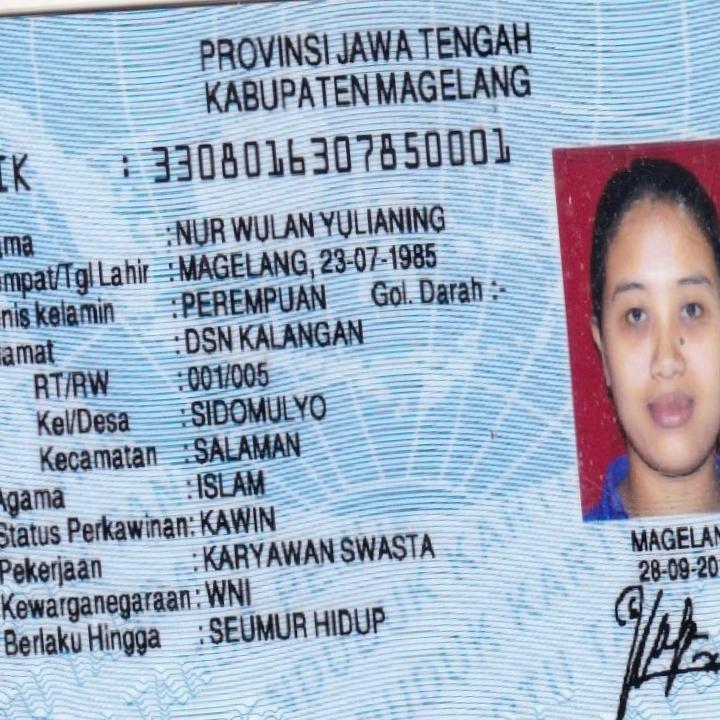 PROVINSI JAWA TENGAH
KABUPATEN MAGELANG
IK : 3308016307850001
ma : NUR WULAN YULIANING
mpat/Tgl Lahir : MAGELANG, 23-07-1985
nis kelamin : PEREMPUAN Gol. Darah :-
lamat : DSN KALANGAN
RT/RW : 001/005
Kel/Desa : SIDOMULYO
Kecamatan : SALAMAN
Agama : ISLAM
Status Perkawinan: KAWIN
Pekerjaan : KARYAWAN SWASTA
Kewarganegaraan: WNI
Berlaku Hingga : SEUMUR HIDUP
MAGELAN
28-09-20